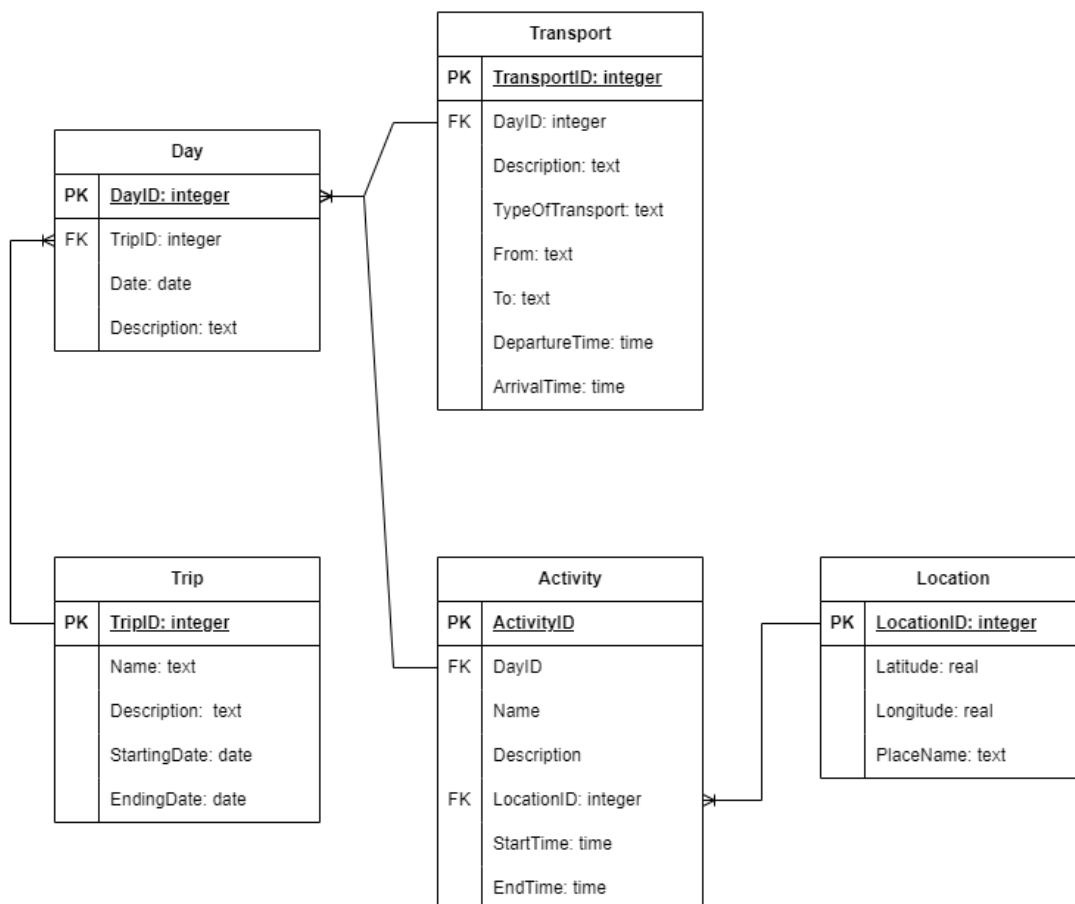 Transport
PK TransportID: integer
FK DayID: integer
Description: text
TypeOfTransport: text
From: text
To: text
DepartureTime: time
ArrivalTime: time
Day
PK DayID: integer
FK TripID: integer
Date: date
Description: text
Trip
PK TripID: integer
Name: text
Description:  text
StartingDate: date
EndingDate: date
Activity
PK ActivityID
FK DayID
Name
Description
FK LocationID: integer
StartTime: time
EndTime: time
Location
PK LocationID: integer
Latitude: real
Longitude: real
PlaceName: text